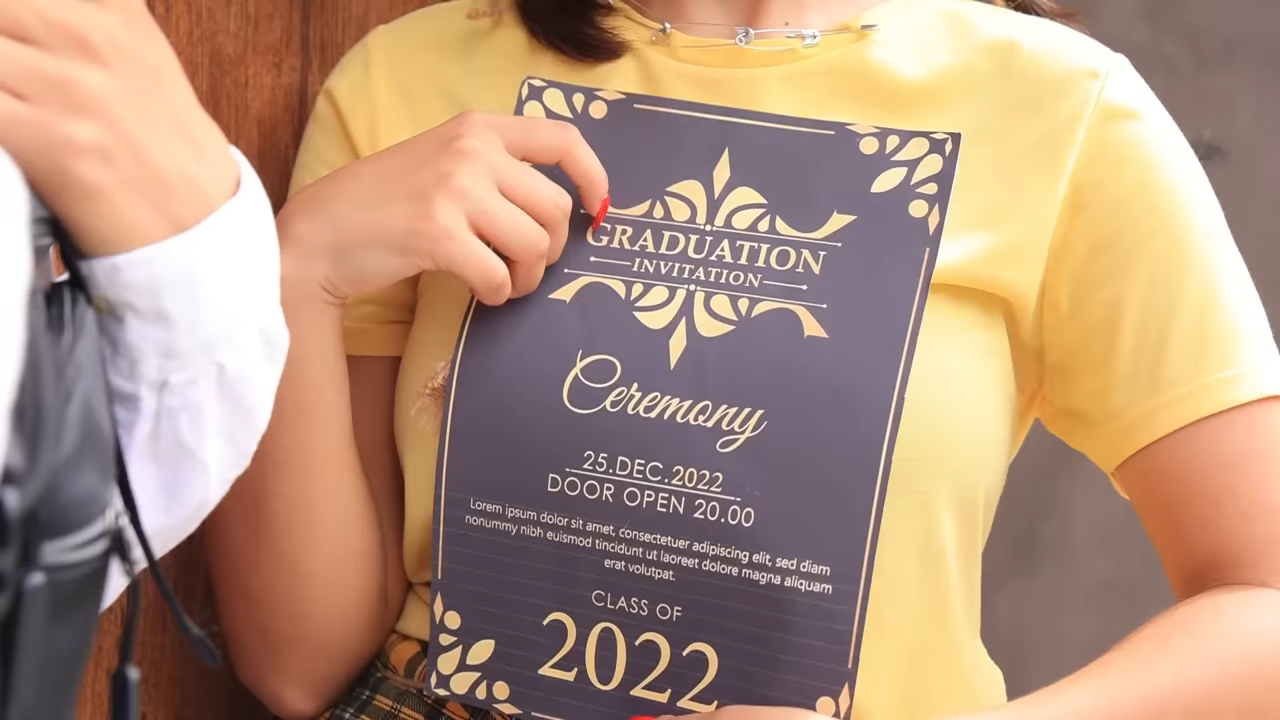 GRADUATION
INVITATION
Ceremony
25.DEC.2022
DOOR OPEN 20.00
Lorem ipsum dolor sit amet, consectetuer adipiscing elit, sed diam
nonummy nibh euismod tincidunt ut laoreet dolore magna aliquam
erat volutpat.
CLASS OF
2022